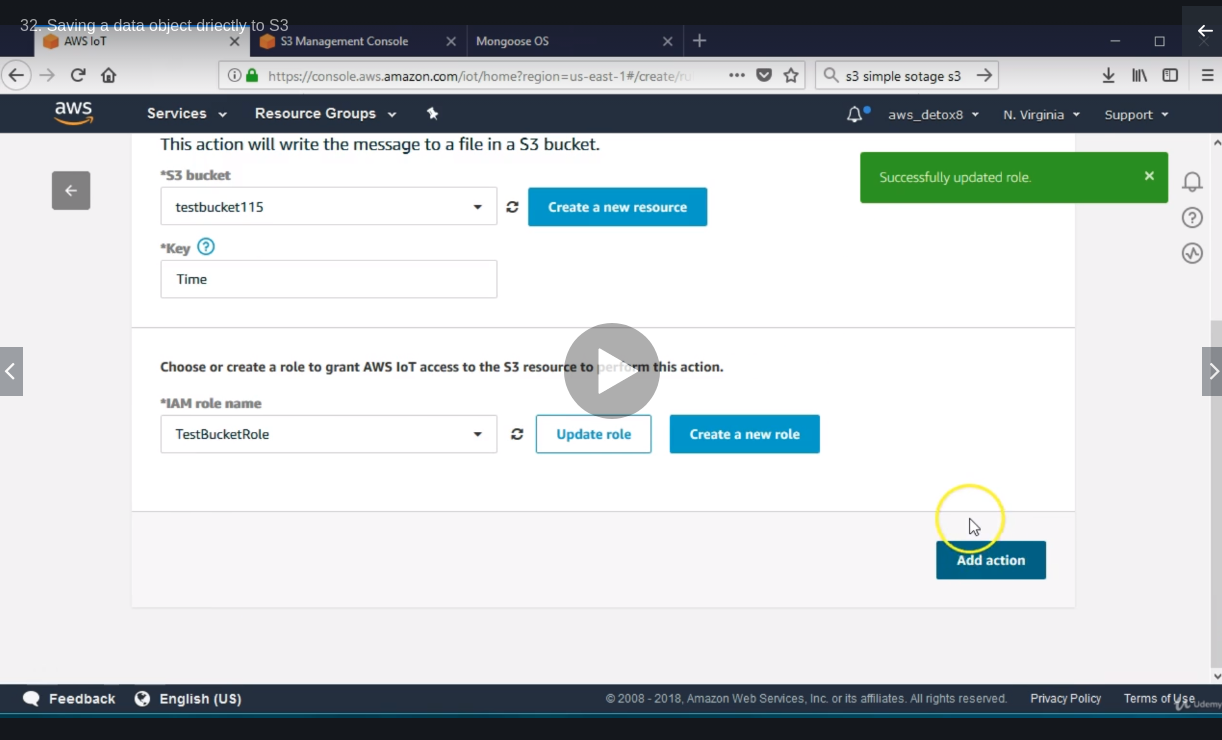 32. Saving a data object driectly to S3
AWS IoT
S3 Management Console
Mongoose OS
https://console.aws.amazon.com/iot/home?region=us-east-1#/create/ru
s3 simple sotage s3
aws
Services
Resource Groups
aws_detox8
N. Virginia
Support
This action will write the message to a file in a S3 bucket.
Successfully updated role.
*S3 bucket
testbucket115
Create a new resource
*Key
Time
Choose or create a role to grant AWS IoT access to the S3 resource to perform this action.
*IAM role name
TestBucketRole
Update role
Create a new role
Add action
Feedback
English (US)
© 2008 - 2018, Amazon Web Services, Inc. or its affiliates. All rights reserved.
Privacy Policy
Terms of Use
Udemy